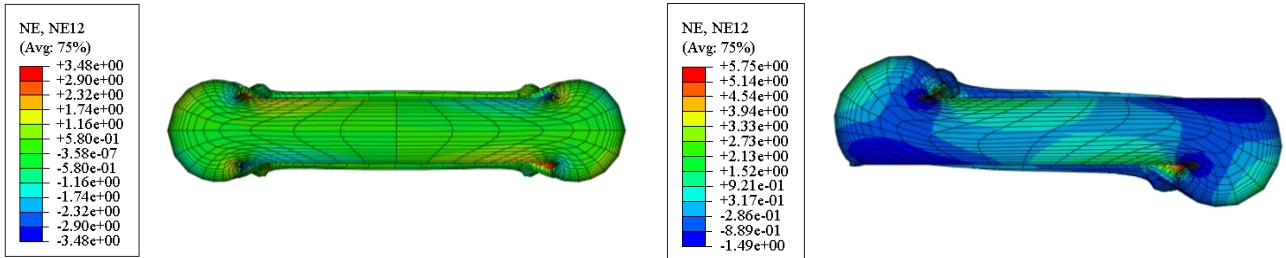 NE, NE12
(Avg: 75%)
+3.48e+00
+2.90e+00
+2.32e+00
+1.74e+00
+1.16e+00
+5.80e-01
-3.58e-07
-5.80e-01
-1.16e+00
-1.74e+00
-2.32e+00
-2.90e+00
-3.48e+00
NE, NE12
(Avg: 75%)
+5.75e+00
+5.14e+00
+4.54e+00
+3.94e+00
+3.33e+00
+2.73e+00
+2.13e+00
+1.52e+00
+9.21e-01
+3.17e-01
-2.86e-01
-8.89e-01
-1.49e+00